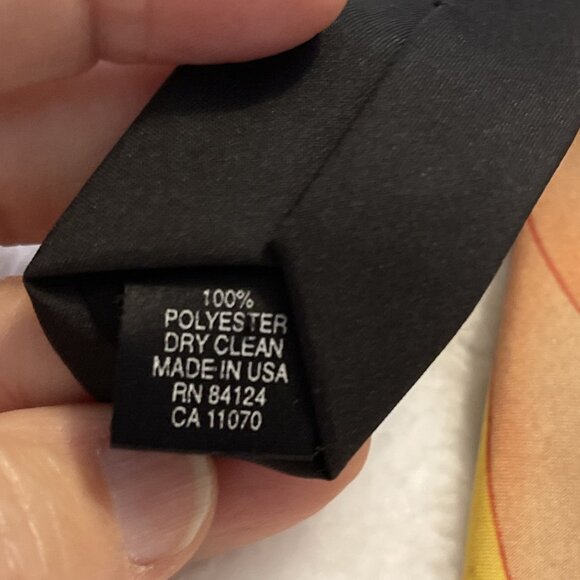 100%
POLYESTER
DRY CLEAN
MADE IN USA
RN 84124
CA 11070